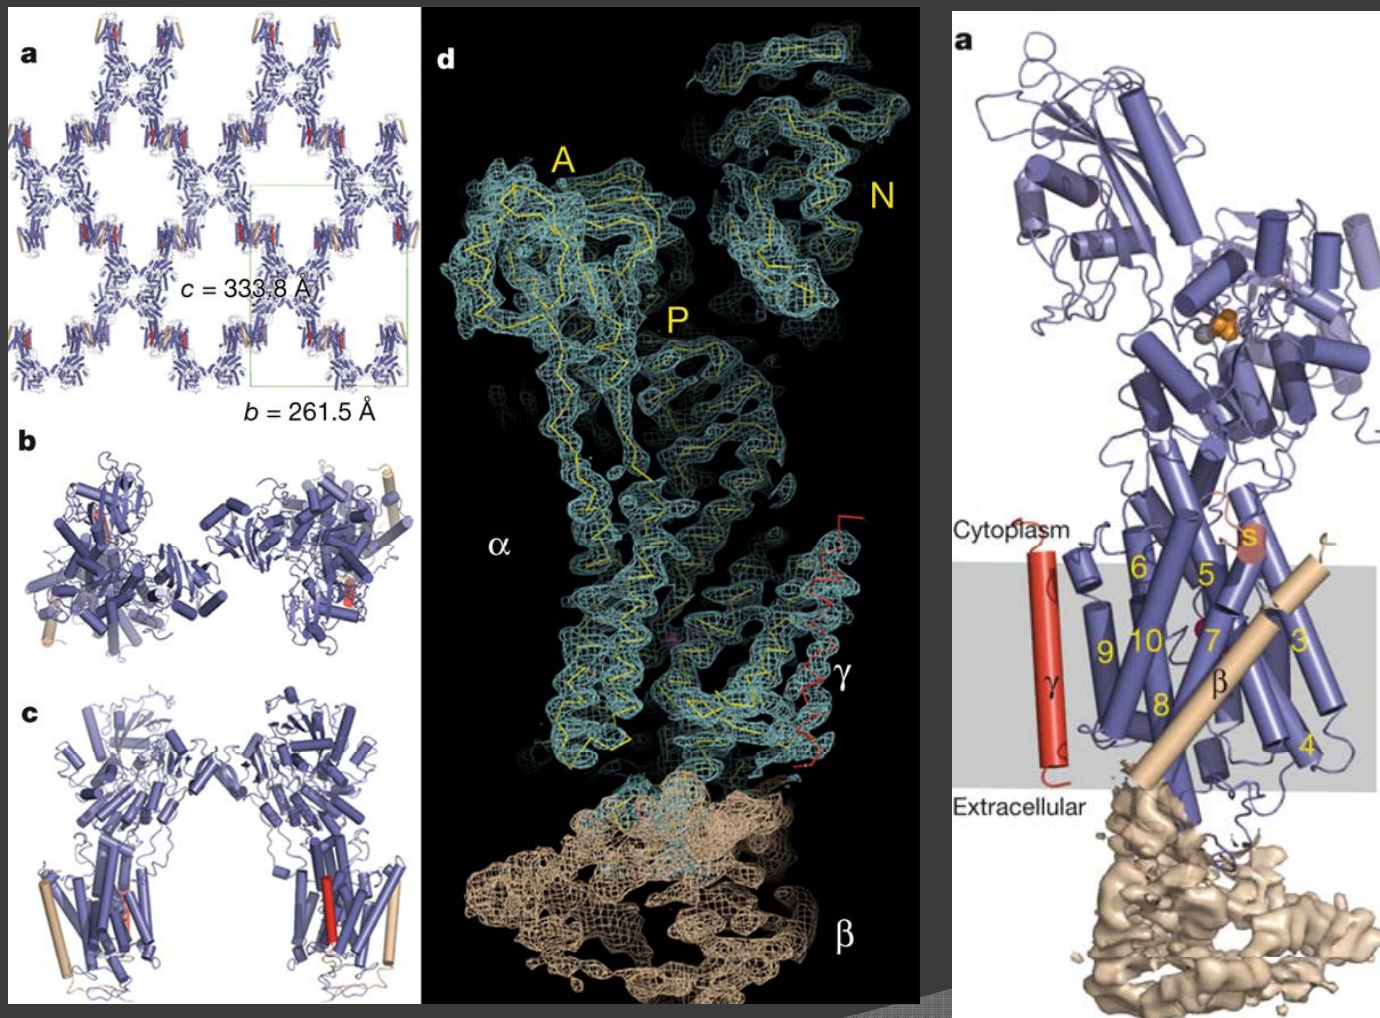 a
c = 333.8 Å
b = 261.5 Å
b
c
d
A
N
P
α
γ
β
a
Cytoplasm
s
6
5
9
10
7
3
γ
β
8
4
Extracellular